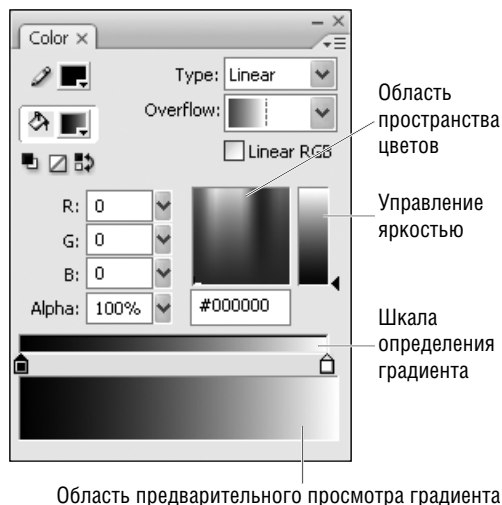 Color
Type: Linear
Overflow:
Linear RGB
R: 0
G: 0
B: 0
Alpha: 100%
#000000
Область
пространства
цветов
Управление
яркостью
Шкала
определения
градиента
Область предварительного просмотра градиента